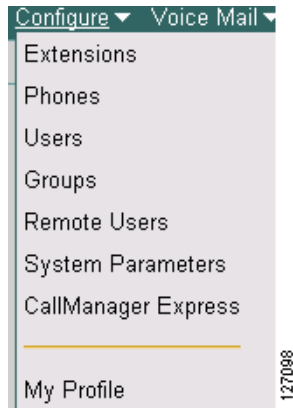 Configure ▼ Voice Mail ▼
Extensions
Phones
Users
Groups
Remote Users
System Parameters
CallManager Express
My Profile
127098